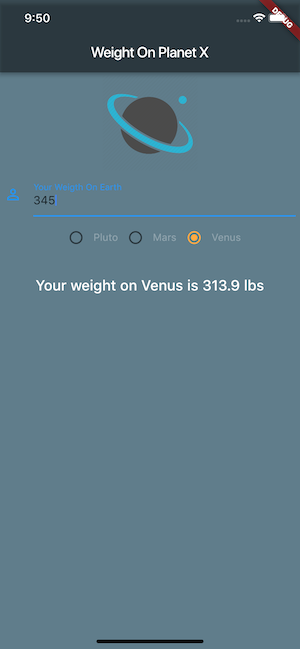 9:50
DEBUG
Weight On Planet X
Your Weigth On Earth
345
Pluto Mars Venus
Your weight on Venus is 313.9 lbs